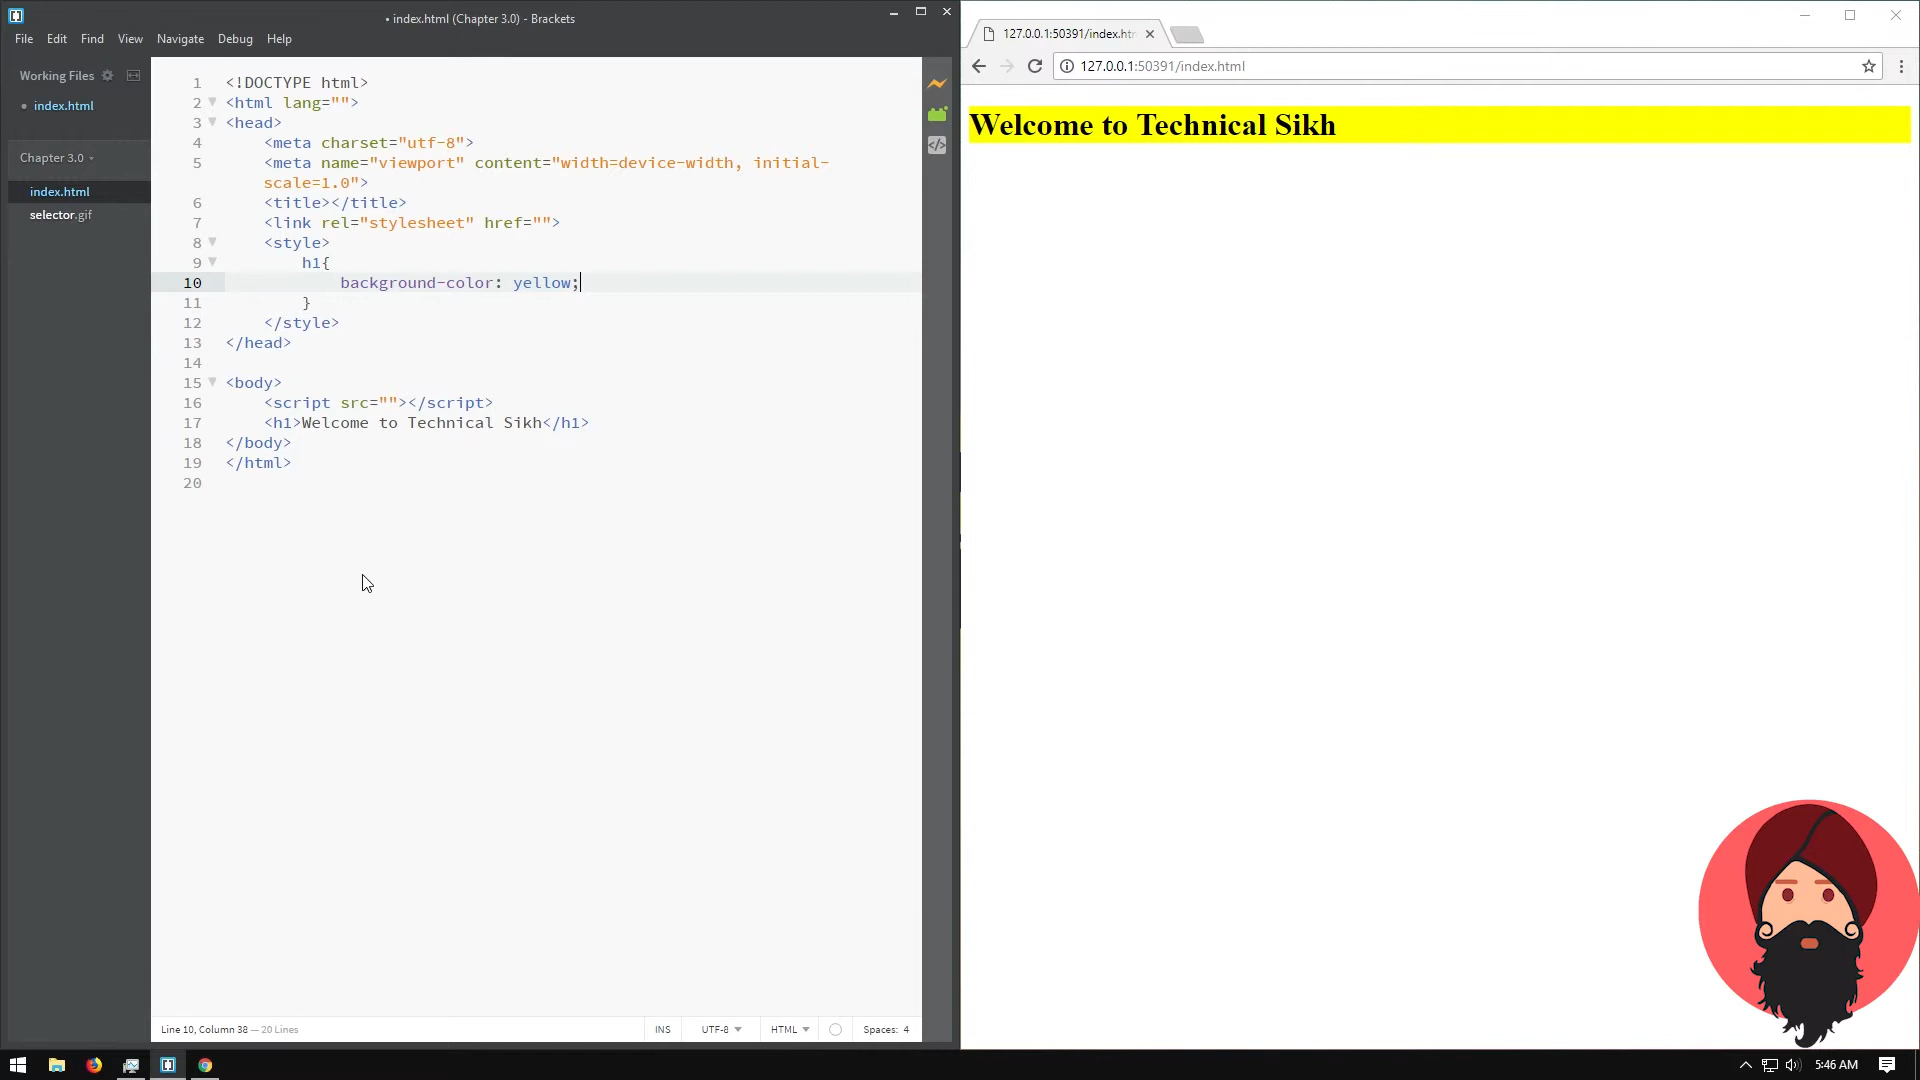 • index.html (Chapter 3.0) - Brackets
File Edit Find View Navigate Debug Help
Working Files
• index.html
Chapter 3.0
index.html
selector.gif
1 <!DOCTYPE html>
2 <html lang="">
3 <head>
4 <meta charset="utf-8">
5 <meta name="viewport" content="width=device-width, initial-
scale=1.0">
6 <title></title>
7 <link rel="stylesheet" href="">
8 <style>
9 h1{
10 background-color: yellow;
11 }
12 </style>
13 </head>
14
15 <body>
16 <script src=""></script>
17 <h1>Welcome to Technical Sikh</h1>
18 </body>
19 </html>
20
Line 10, Column 38 — 20 Lines
INS UTF-8 HTML Spaces: 4
127.0.0.1:50391/index.ht
127.0.0.1:50391/index.html
Welcome to Technical Sikh
5:46 AM